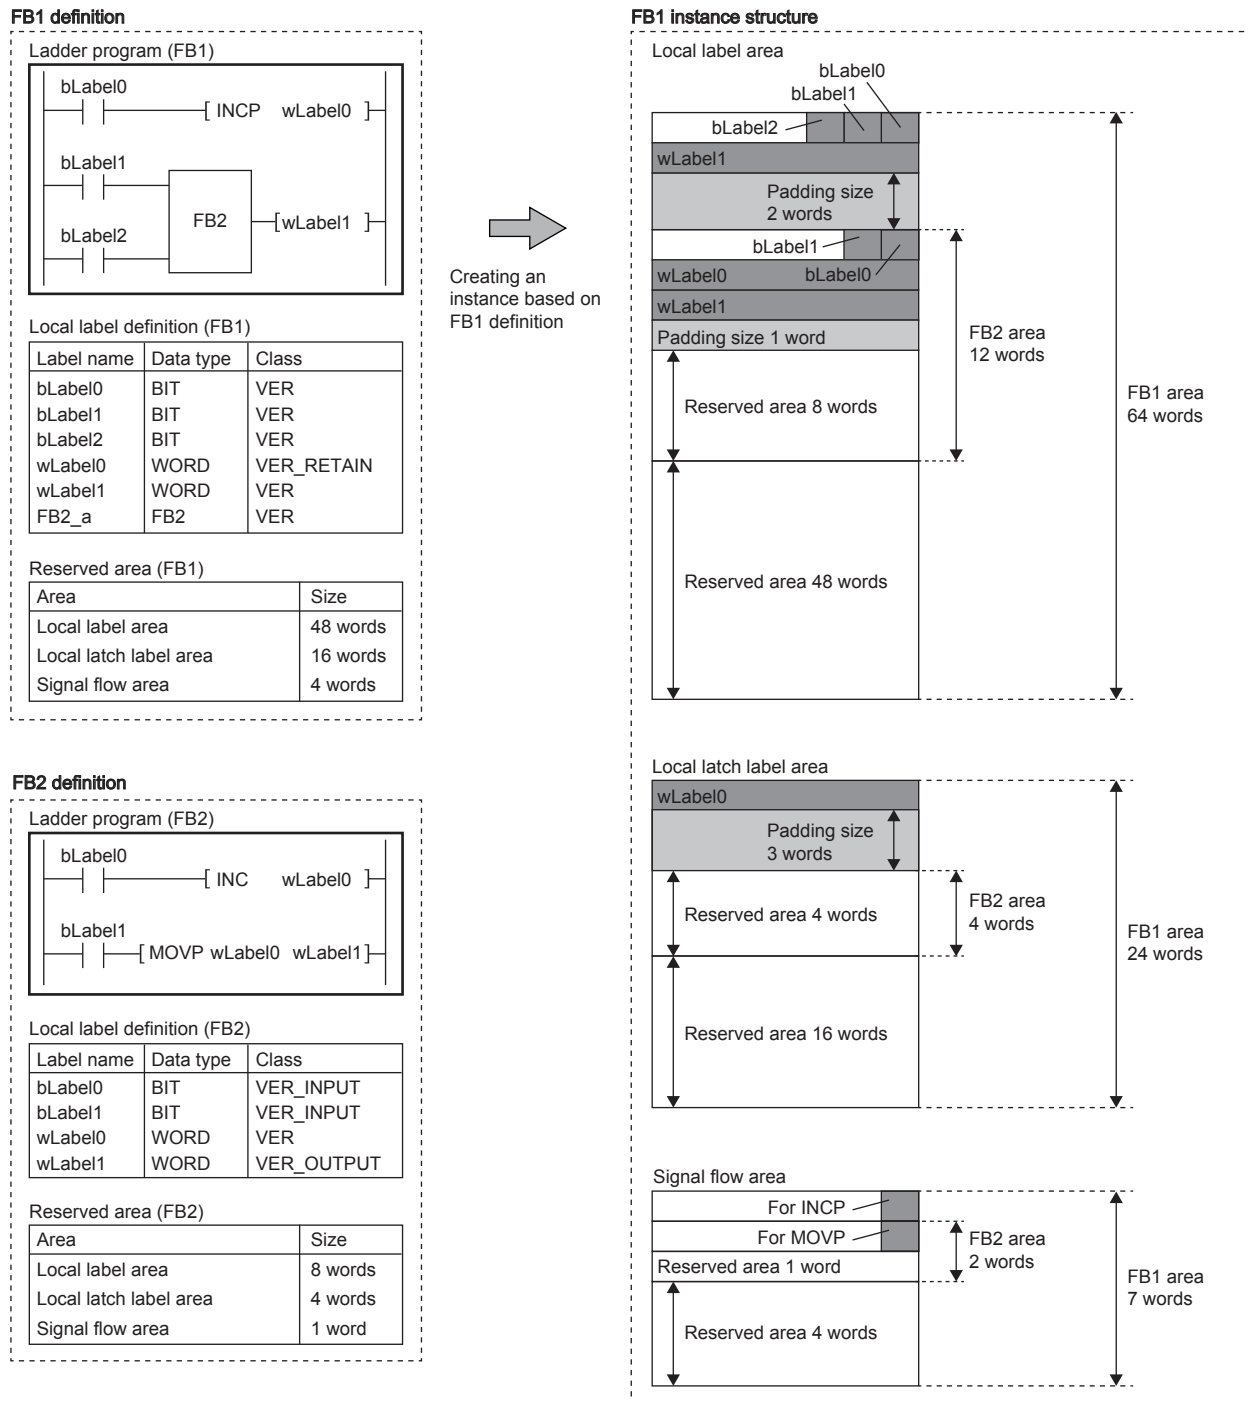 FB1 definition
Ladder program (FB1)
bLabel0
INCP wLabel0
bLabel1
FB2
wLabel1
bLabel2
Local label definition (FB1)
Label name Data type Class
bLabel0 BIT VER
bLabel1 BIT VER
bLabel2 BIT VER
wLabel0 WORD VER_RETAIN
wLabel1 WORD VER
FB2_a FB2 VER
Reserved area (FB1)
Area Size
Local label area 48 words
Local latch label area 16 words
Signal flow area 4 words
FB2 definition
Ladder program (FB2)
bLabel0
INC wLabel0
bLabel1
MOVP wLabel0 wLabel1
Local label definition (FB2)
Label name Data type Class
bLabel0 BIT VER_INPUT
bLabel1 BIT VER_INPUT
wLabel0 WORD VER
wLabel1 WORD VER_OUTPUT
Reserved area (FB2)
Area Size
Local label area 8 words
Local latch label area 4 words
Signal flow area 1 word
Creating an
instance based on
FB1 definition
FB1 instance structure
Local label area
bLabel0
bLabel1
bLabel2
wLabel1
Padding size
2 words
bLabel1
wLabel0 bLabel0
wLabel1
Padding size 1 word
Reserved area 8 words
FB2 area
12 words
Reserved area 48 words
FB1 area
64 words
Local latch label area
wLabel0
Padding size
3 words
Reserved area 4 words
FB2 area
4 words
Reserved area 16 words
FB1 area
24 words
Signal flow area
For INCP
For MOVP
Reserved area 1 word
FB2 area
2 words
Reserved area 4 words
FB1 area
7 words